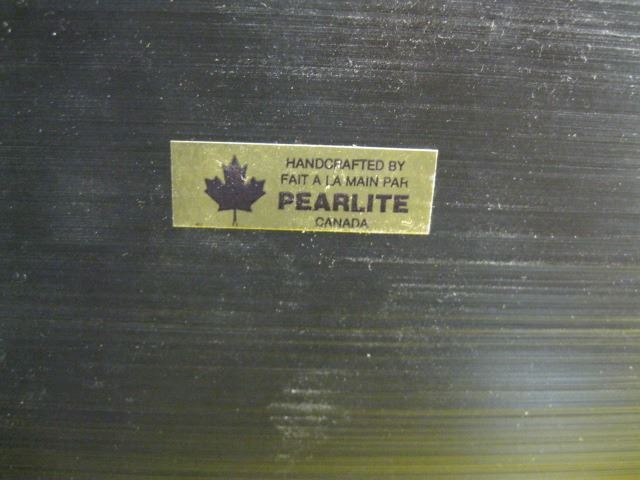 HANDCRAFTED BY
FAIT A LA MAIN PAR
PEARLITE
CANADA